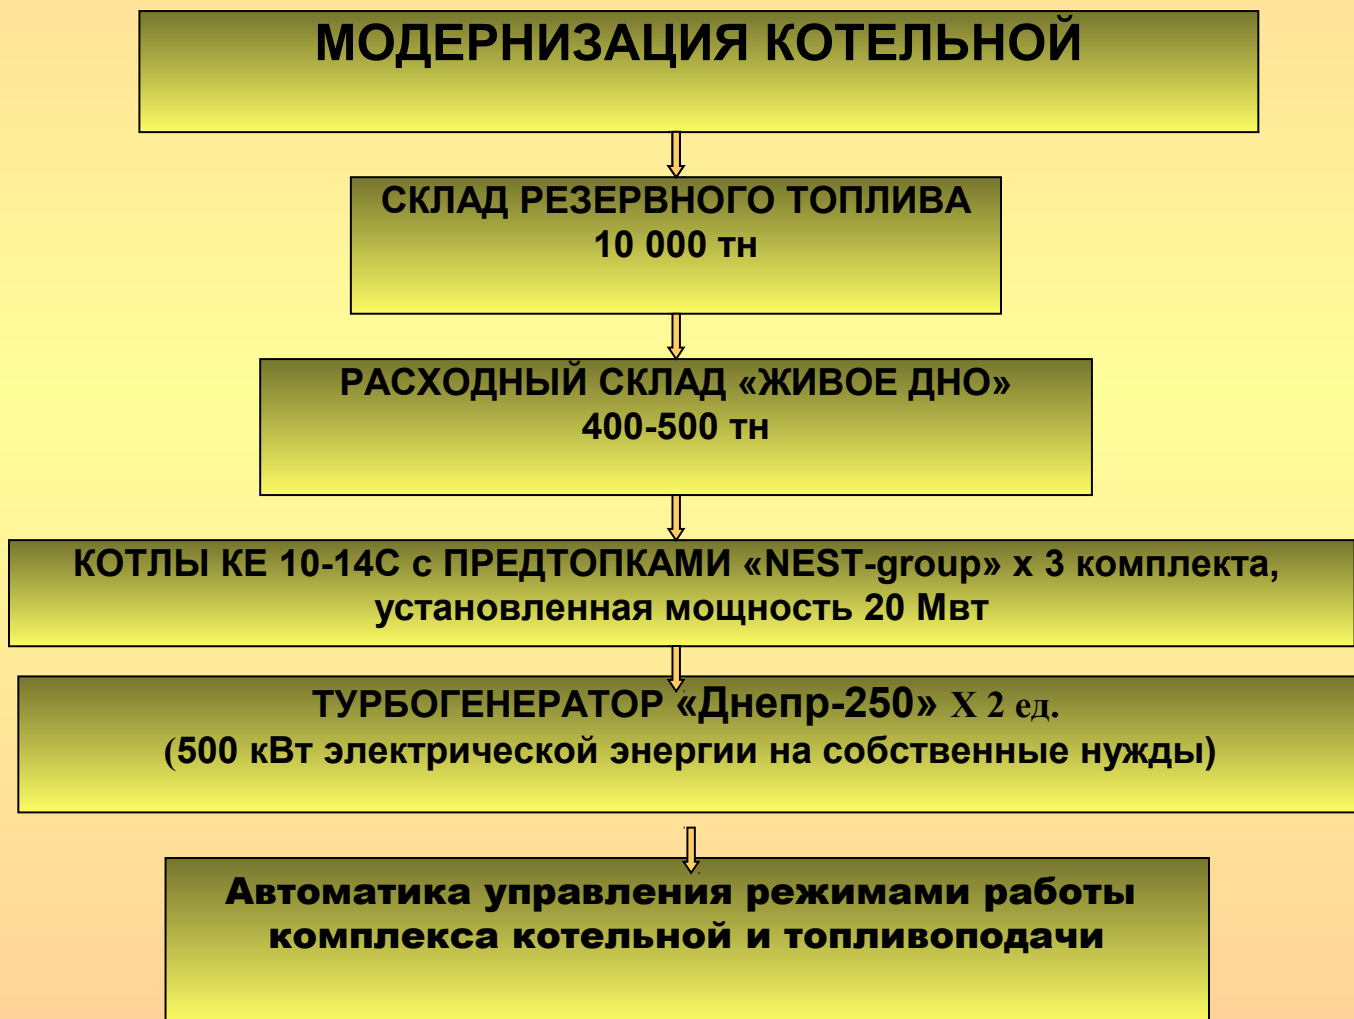 МОДЕРНИЗАЦИЯ КОТЕЛЬНОЙ
СКЛАД РЕЗЕРВНОГО ТОПЛИВА
10 000 тн
РАСХОДНЫЙ СКЛАД «ЖИВОЕ ДНО»
400-500 тн
КОТЛЫ КЕ 10-14С с ПРЕДТОПКАМИ «NEST-group» х 3 комплекта,
установленная мощность 20 Мвт
ТУРБОГЕНЕРАТОР «Днепр-250» Х 2 ед.
(500 кВт электрической энергии на собственные нужды)
Автоматика управления режимами работы
комплекса котельной и топливоподачи